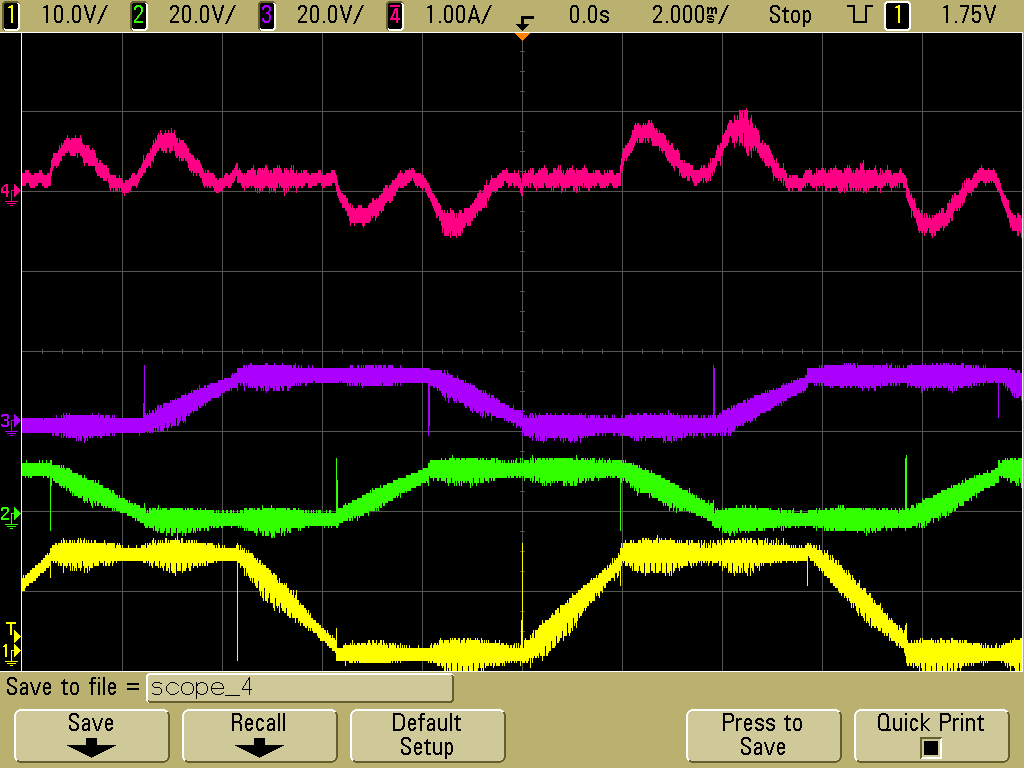 1 10.0V/ 2 20.0V/ 3 20.0V/ 4 1.00A/ 0.0s 2.000ms/ Stop 1 1.75V
4
3
2
T
1
Save to file = scope_4
Save Recall Default Setup Press to Save Quick Print